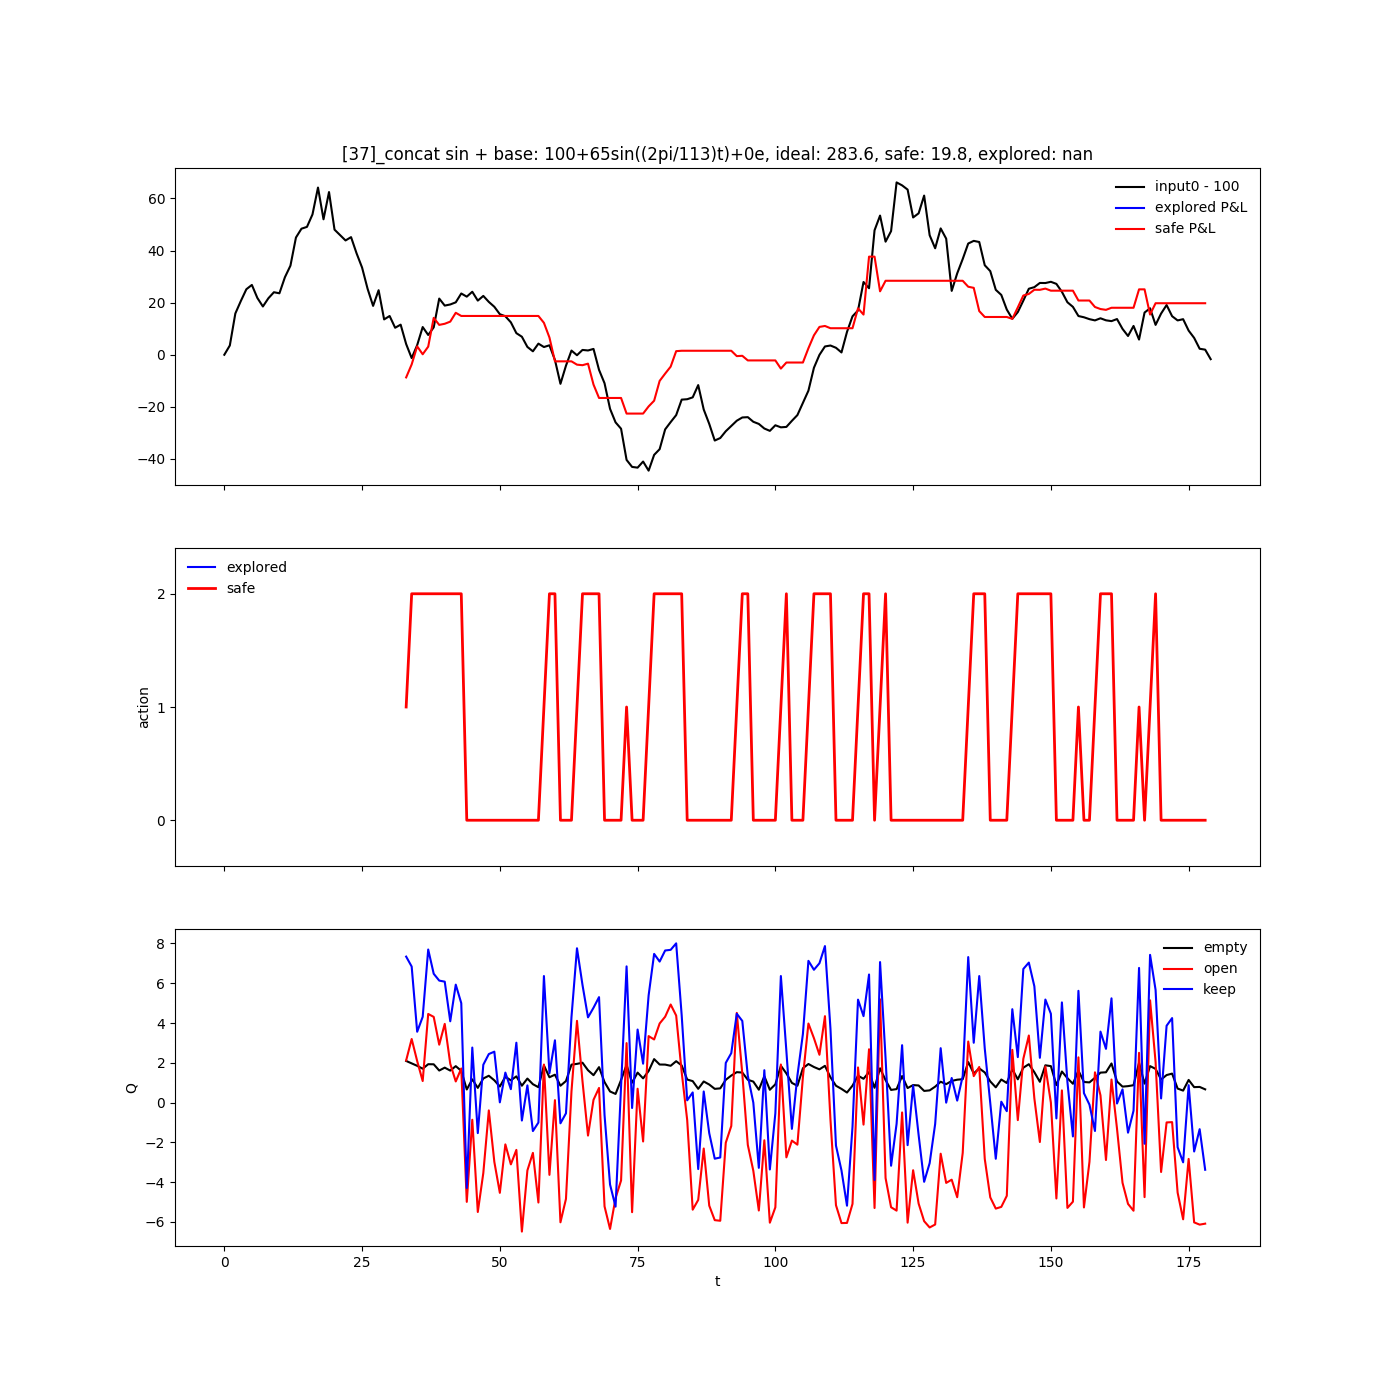 [37]_concat sin + base: 100+65sin((2pi/113)t)+0e, ideal: 283.6, safe: 19.8, explored: nan
input0 - 100
explored P&L
safe P&L
60
40
20
0
−20
−40
explored
safe
2
1
0
action
empty
open
keep
8
6
4
2
0
−2
−4
−6
Q
0 25 50 75 100 125 150 175
t